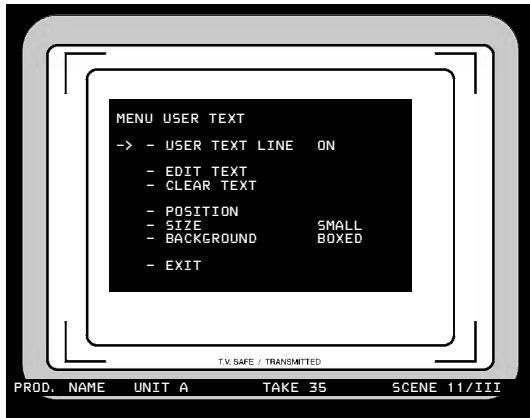 MENU USER TEXT
-> - USER TEXT LINE ON
- EDIT TEXT
- CLEAR TEXT
- POSITION
- SIZE SMALL
- BACKGROUND BOXED
- EXIT
T.V. SAFE / TRANSMITTED
PROD. NAME UNIT A TAKE 35 SCENE 11/III